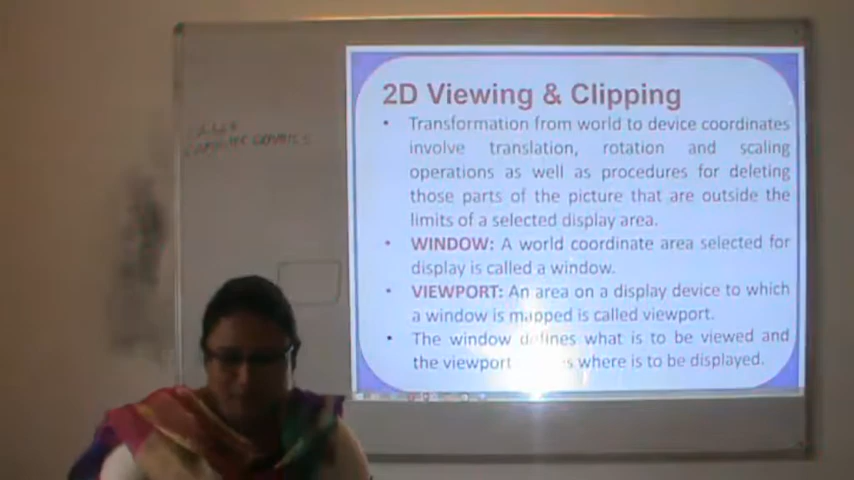 2D Viewing & Clipping
• Transformation from world to device coordinates
involve translation, rotation and scaling
operations as well as procedures for deleting
those parts of the picture that are outside the
limits of a selected display area.
• WINDOW: A world coordinate area selected for
display is called a window.
• VIEWPORT: An area on a display device to which
a window is mapped is called viewport.
• The window defines what is to be viewed and
the viewport where is to be displayed.